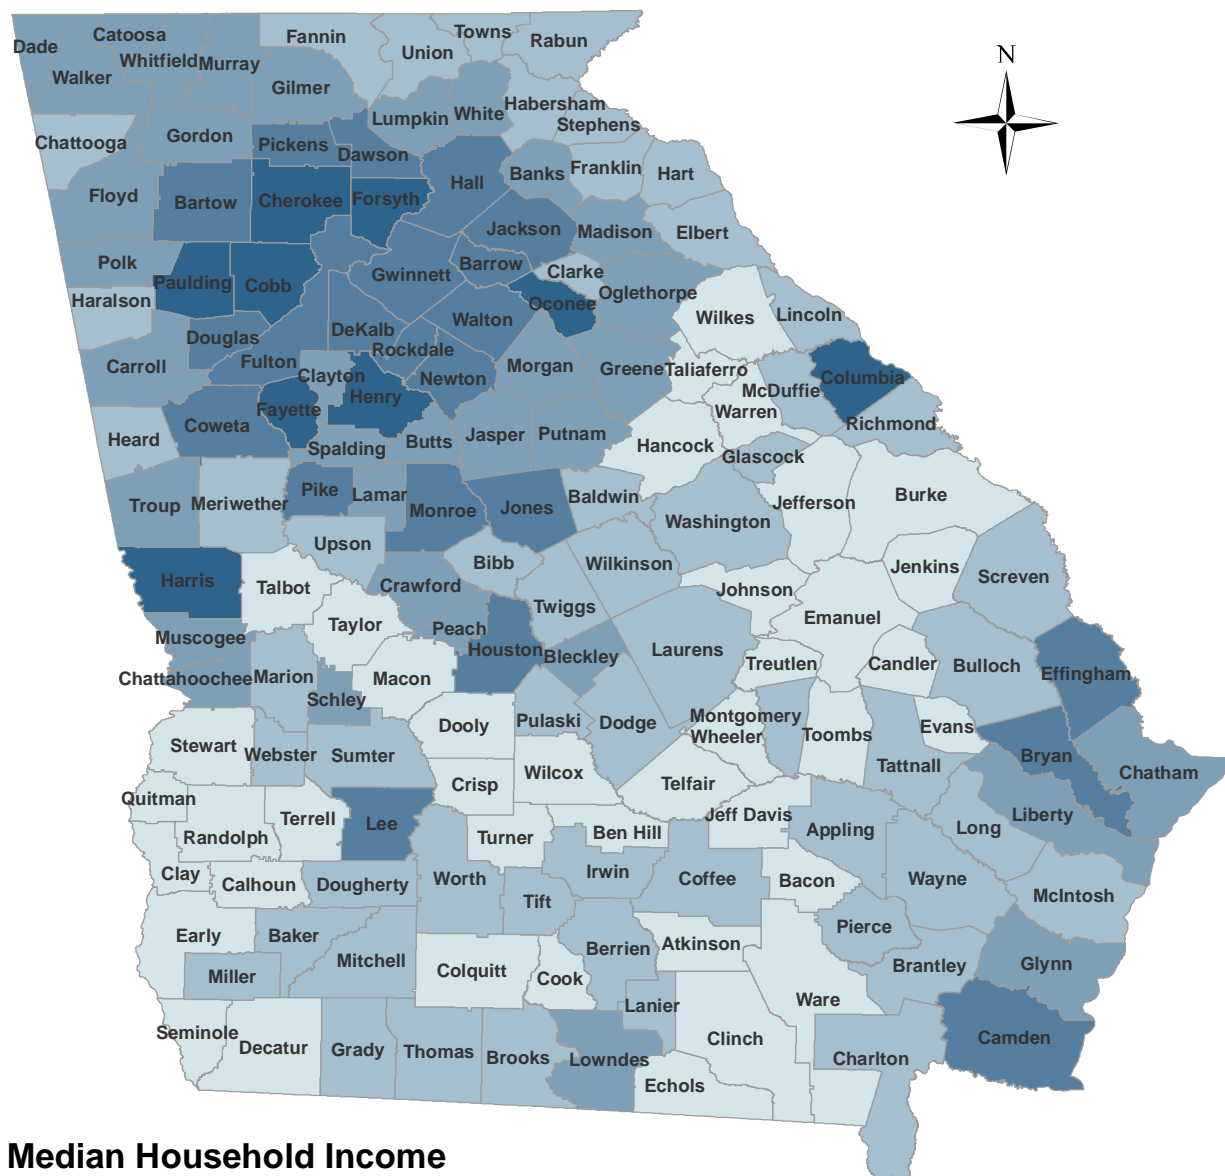 N
Dade
Catoosa
Whitfield
Walker
Murray
Fannin
Gilmer
Union
Towns
Rabun
Lumpkin
White
Habersham
Stephens
Chattooga
Gordon
Pickens
Dawson
Floyd
Bartow
Cherokee
Forsyth
Hall
Banks
Franklin
Hart
Jackson
Madison
Elbert
Polk
Paulding
Cobb
Gwinnett
Barrow
Clarke
Oconee
Oglethorpe
Haralson
Wilkes
Lincoln
Douglas
Fulton
DeKalb
Rockdale
Walton
Carroll
Clayton
Henry
Newton
Morgan
Greene
Taliaferro
McDuffie
Columbia
Fayette
Warren
Richmond
Heard
Coweta
Spalding
Butts
Jasper
Putnam
Hancock
Glascock
Troup
Meriwether
Pike
Lamar
Monroe
Jones
Baldwin
Washington
Jefferson
Burke
Upson
Bibb
Wilkinson
Jenkins
Screven
Harris
Talbot
Crawford
Twiggs
Johnson
Emanuel
Taylor
Peach
Houston
Bleckley
Laurens
Treutlen
Candler
Bulloch
Effingham
Muscogee
Chattahoochee
Marion
Macon
Schley
Dooly
Pulaski
Dodge
Montgomery
Wheeler
Toombs
Evans
Tattnall
Bryan
Chatham
Stewart
Webster
Sumter
Crisp
Wilcox
Telfair
Quitman
Randolph
Terrell
Lee
Turner
Ben Hill
Jeff Davis
Appling
Long
Liberty
Clay
Calhoun
Dougherty
Worth
Tift
Irwin
Coffee
Bacon
Wayne
McIntosh
Early
Baker
Mitchell
Miller
Colquitt
Cook
Berrien
Atkinson
Pierce
Brantley
Glynn
Lanier
Ware
Seminole
Decatur
Grady
Thomas
Brooks
Lowndes
Echols
Clinch
Charlton
Camden
Median Household Income